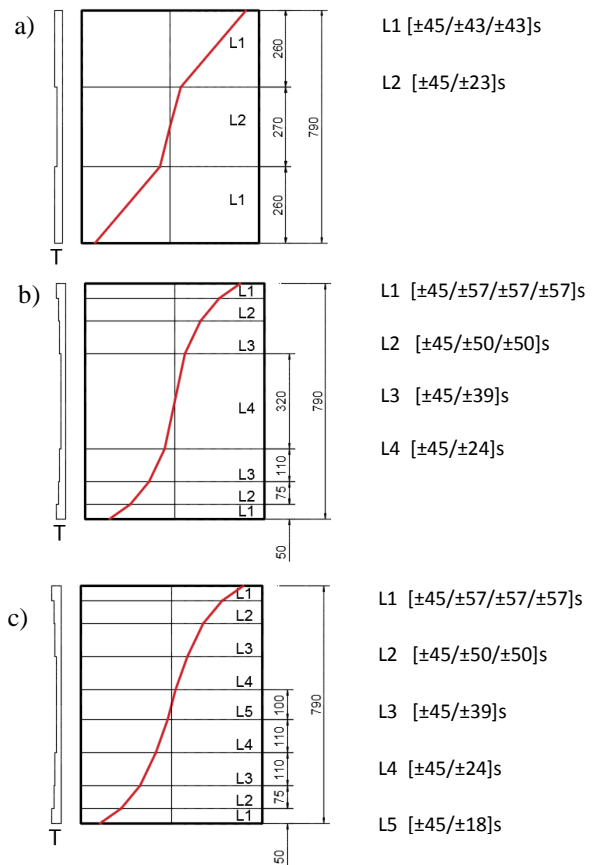 a)
L1
L2
L1
260
270
260
790
T
L1 [±45/±43/±43]s
L2 [±45/±23]s
b)
L1
L2
L3
L4
L3
L2
L1
320
110
75
50
790
T
L1 [±45/±57/±57/±57]s
L2 [±45/±50/±50]s
L3 [±45/±39]s
L4 [±45/±24]s
c)
L1
L2
L3
L4
L5
L4
L3
L2
L1
100
110
110
75
50
790
T
L1 [±45/±57/±57/±57]s
L2 [±45/±50/±50]s
L3 [±45/±39]s
L4 [±45/±24]s
L5 [±45/±18]s